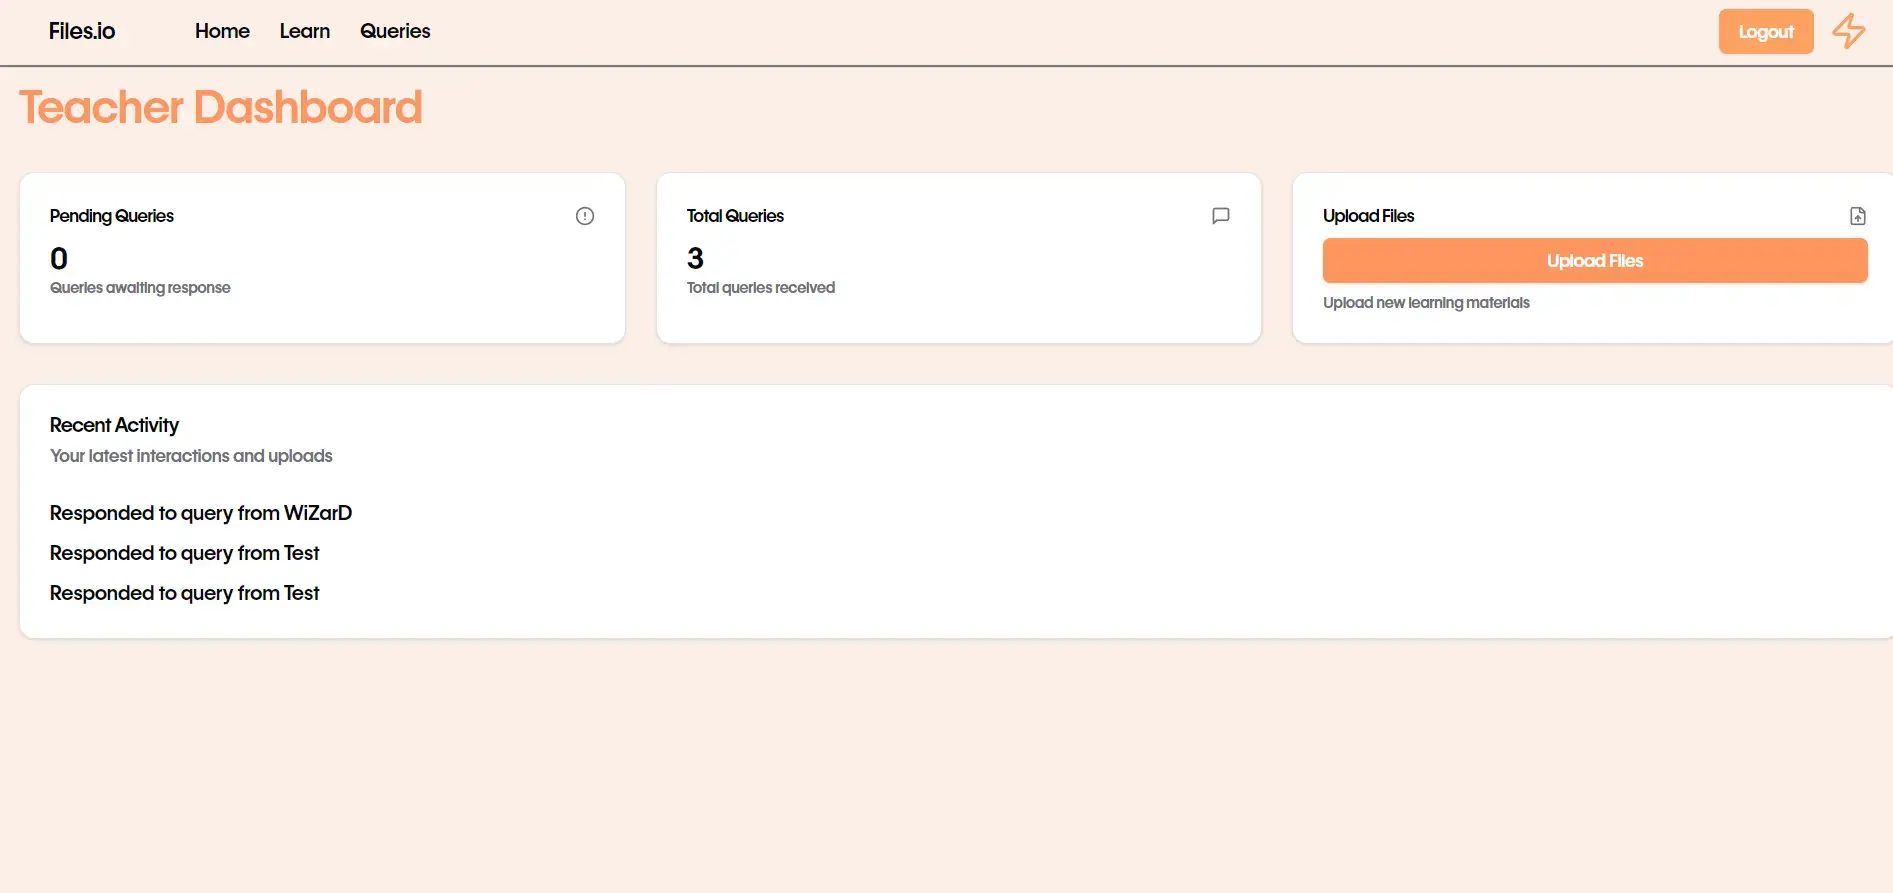 Files.io
Home Learn Queries
Logout
Teacher Dashboard
Pending Queries
0
Queries awaiting response
Total Queries
3
Total queries received
Upload Files
Upload Files
Upload new learning materials
Recent Activity
Your latest interactions and uploads
Responded to query from WiZarD
Responded to query from Test
Responded to query from Test